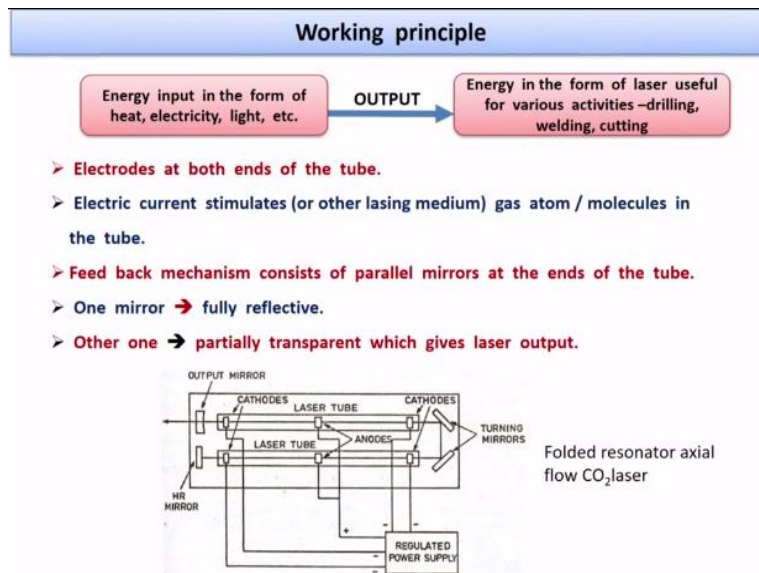 Working principle
Energy input in the form of
heat, electricity, light, etc.
OUTPUT
Energy in the form of laser useful
for various activities –drilling,
welding, cutting
➢ Electrodes at both ends of the tube.
➢ Electric current stimulates (or other lasing medium) gas atom / molecules in
the tube.
➢ Feed back mechanism consists of parallel mirrors at the ends of the tube.
➢ One mirror ➔ fully reflective.
➢ Other one ➔ partially transparent which gives laser output.
OUTPUT MIRROR
CATHODES
LASER TUBE
CATHODES
LASER TUBE
ANODES
TURNING
MIRRORS
HR
MIRROR
+
-
-
-
-
REGULATED
POWER SUPPLY
Folded resonator axial
flow CO₂laser